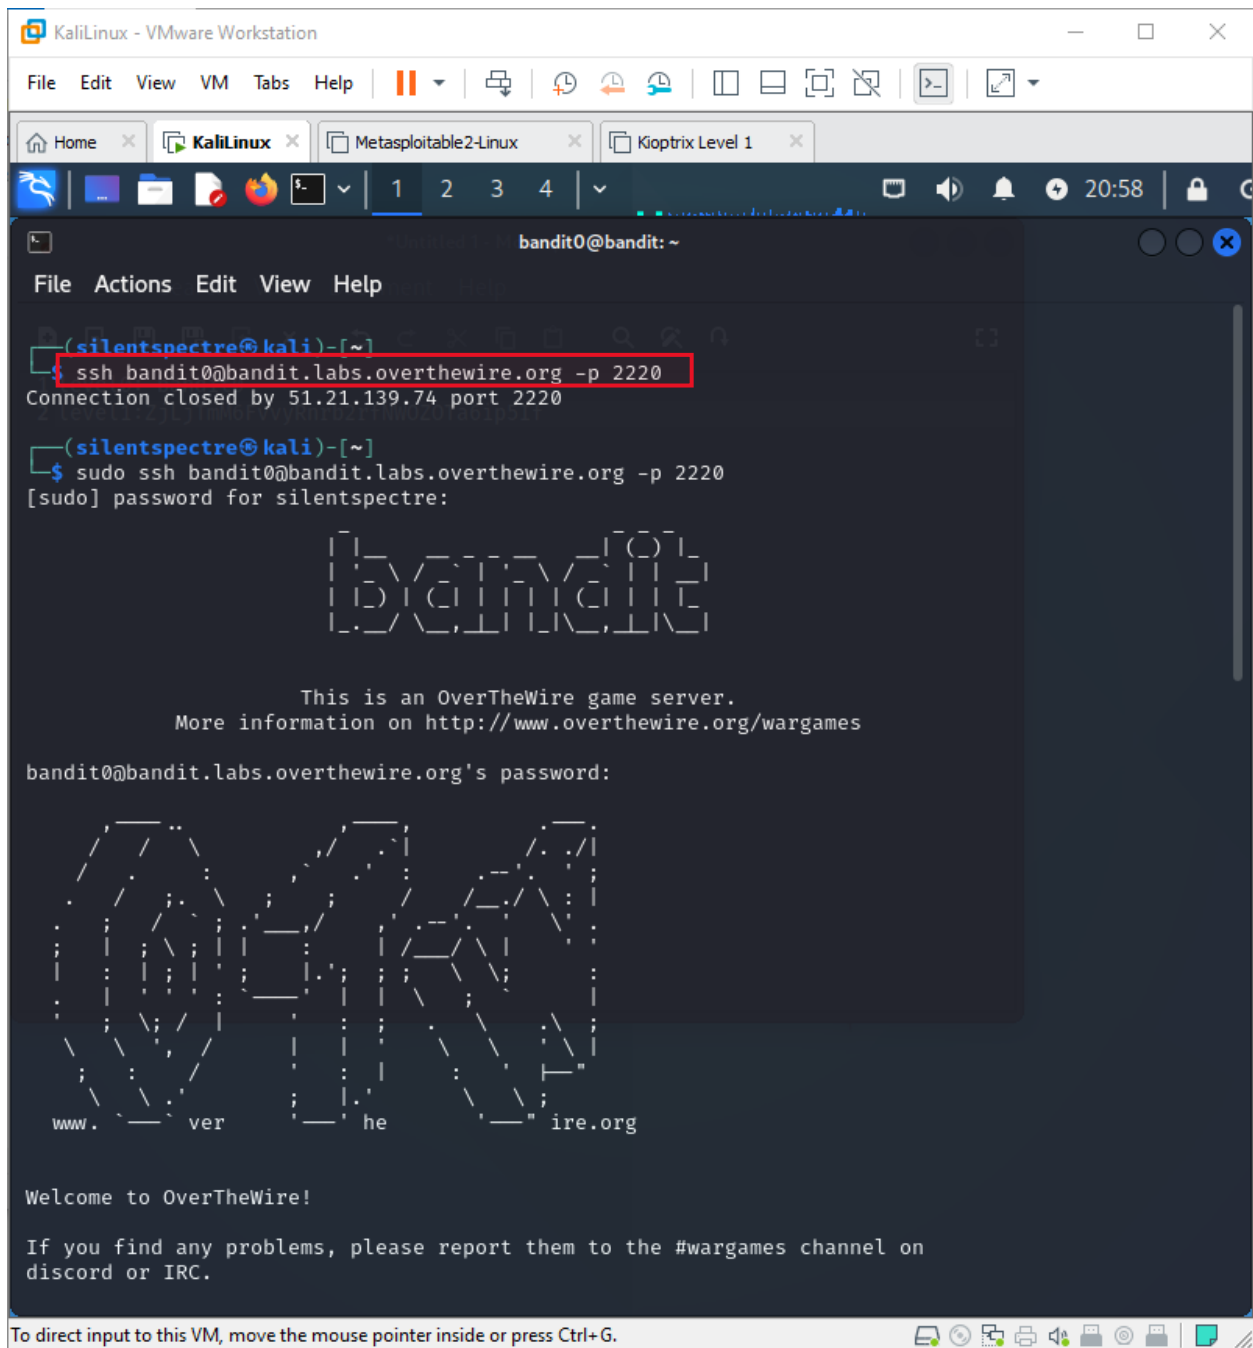 KaliLinux - VMware Workstation
File Edit View VM Tabs Help
Home KaliLinux Metasploitable2-Linux Kioptrix Level 1
1 2 3 4 20:58
bandit0@bandit: ~
File Actions Edit View Help
(silentspectre㉿kali)-[~]
$ ssh bandit0@bandit.labs.overthewire.org -p 2220
Connection closed by 51.21.139.74 port 2220
(silentspectre㉿kali)-[~]
$ sudo ssh bandit0@bandit.labs.overthewire.org -p 2220
[sudo] password for silentspectre:
bandit
This is an OverTheWire game server.
More information on http://www.overthewire.org/wargames
bandit0@bandit.labs.overthewire.org's password:
www. ver he ire.org
Welcome to OverTheWire!
If you find any problems, please report them to the #wargames channel on
discord or IRC.
To direct input to this VM, move the mouse pointer inside or press Ctrl+G.